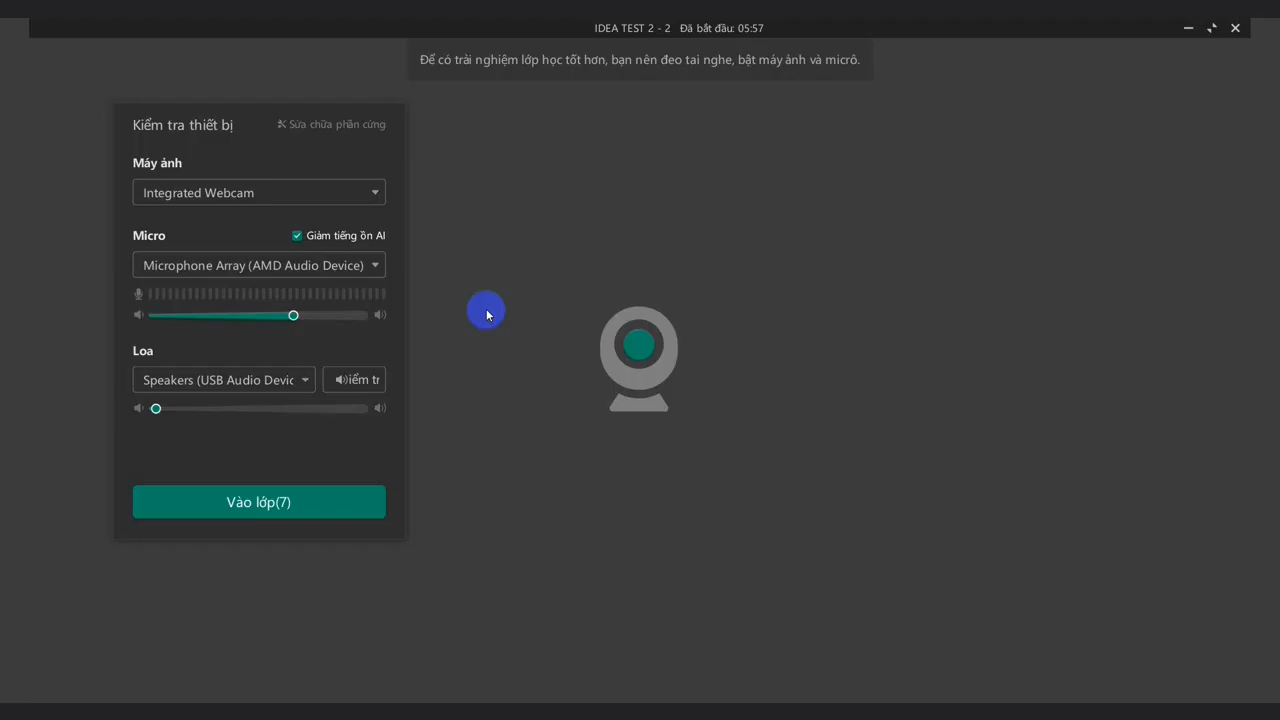 IDEA TEST 2 - 2 Đã bắt đầu: 05:57
Để có trải nghiệm lớp học tốt hơn, bạn nên đeo tai nghe, bật máy ảnh và micrô.
Kiểm tra thiết bị
Sửa chữa phần cứng
Máy ảnh
Integrated Webcam
Micro
Giảm tiếng ồn AI
Microphone Array (AMD Audio Device)
Loa
Speakers (USB Audio Devic
iểm tr
Vào lớp(7)